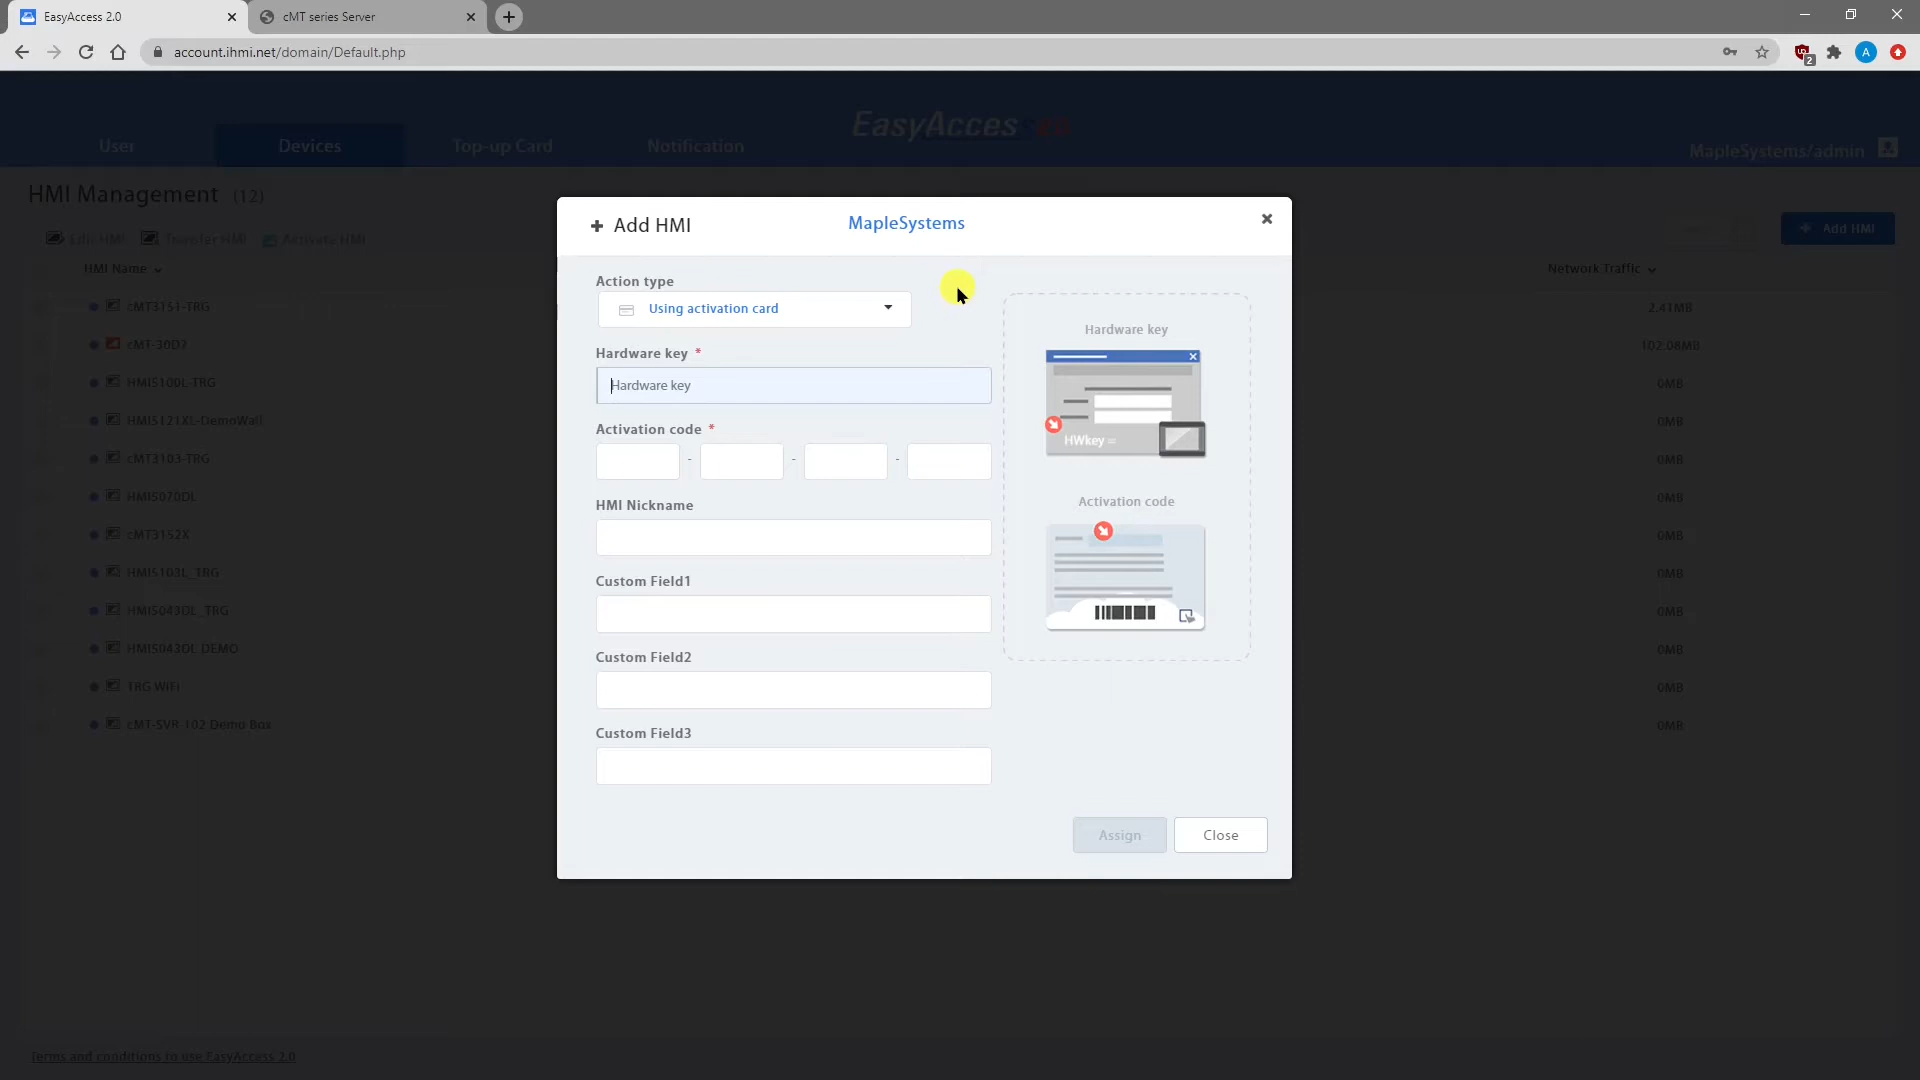 EasyAccess 2.0
cMT series Server
account.ihmi.net/domain/Default.php
2
A
User
Devices
Top-up Card
Notification
EasyAccess 2.0
MapleSystems/admin
HMI Management (12)
Edit HMI
Transfer HMI
Activate HMI
Add HMI
HMI Name
Network Traffic
cMT3151-TRG
2.41MB
cMT-30D7
102.08MB
HMI5100L-TRG
0MB
HMI5121XL-DemoWall
0MB
cMT3103-TRG
0MB
HMI5070DL
0MB
cMT3152X
0MB
HMI5103L_TRG
0MB
HMI5043DL_TRG
0MB
HMI5043DL DEMO
0MB
TRG WiFi
0MB
cMT-SVR-102 Demo Box
0MB
Add HMI
MapleSystems
Action type
Using activation card
Hardware key *
Hardware key
Activation code *
- - -
HMI Nickname
Custom Field1
Custom Field2
Custom Field3
Hardware key
HWkey =
Activation code
Assign
Close
Terms and conditions to use EasyAccess 2.0